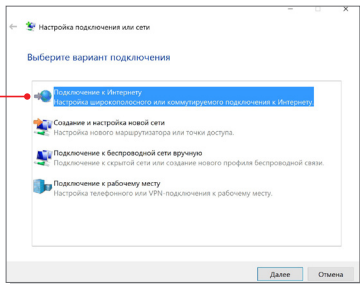 Настройка подключения или сети
Выберите вариант подключения
Подключение к Интернету
Настройка широкополосного или коммутируемого подключения к Интернету.
Создание и настройка новой сети
Настройка нового маршрутизатора или точки доступа.
Подключение к беспроводной сети вручную
Подключение к скрытой сети или создание нового профиля беспроводной связи.
Подключение к рабочему месту
Настройка телефонного или VPN-подключения к рабочему месту.
Далее Отмена